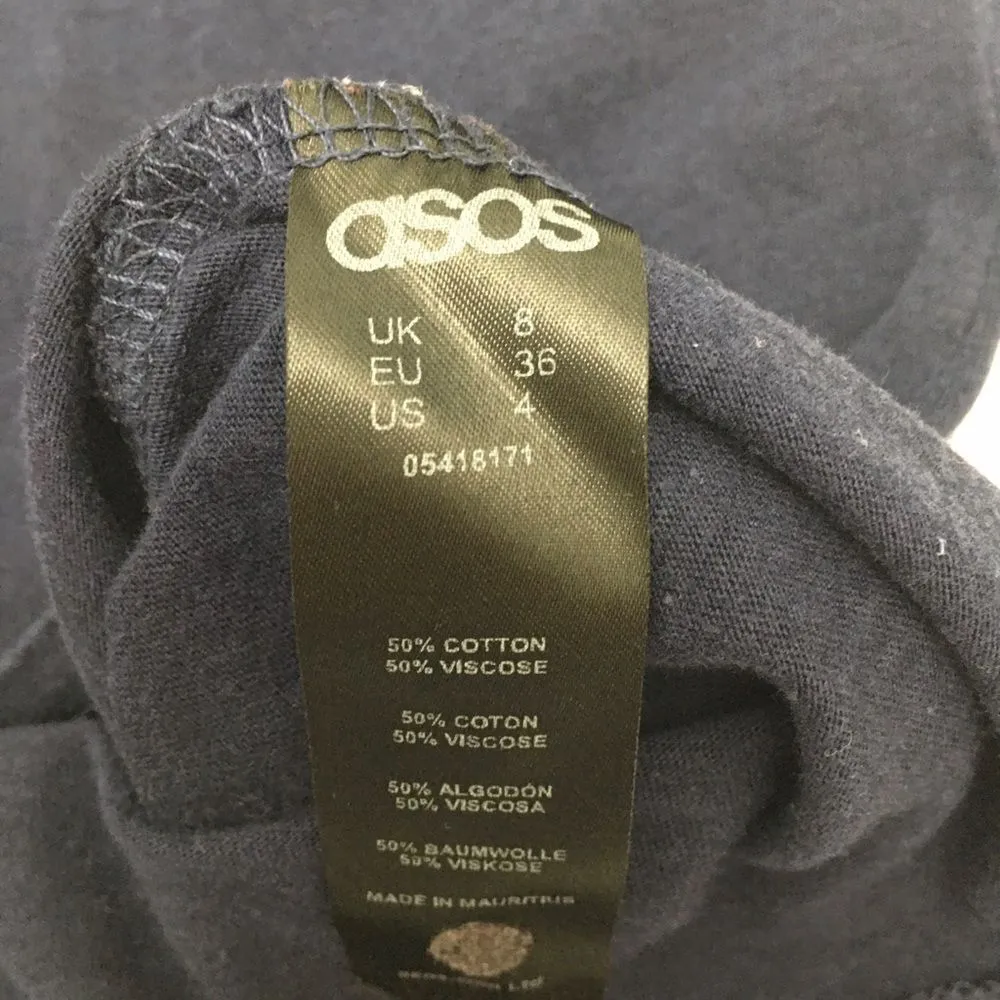 asos
UK 8
EU 36
US 4
05418171
50% COTTON
50% VISCOSE
50% COTON
50% VISCOSE
50% ALGODÓN
50% VISCOSA
50% BAUMWOLLE
50% VISKOSE
MADE IN MAURITIUS
LTD